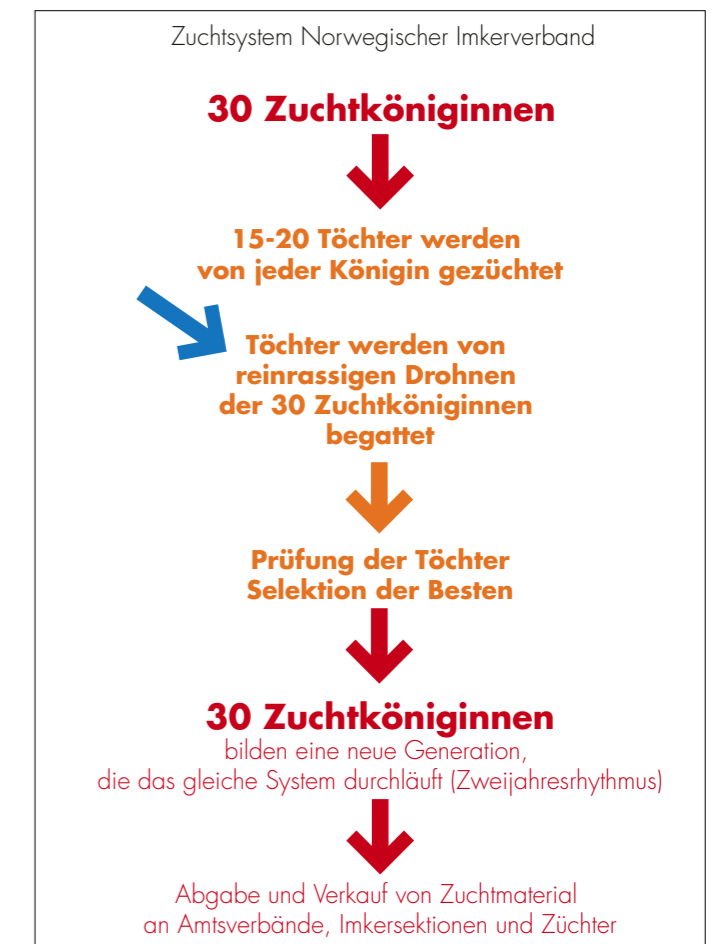 Zuchtsystem Norwegischer Imkerverband
30 Zuchtköniginnen
15-20 Töchter werden
von jeder Königin gezüchtet
Töchter werden von
reinrassigen Drohnen
der 30 Zuchtköniginnen
begattet
Prüfung der Töchter
Selektion der Besten
30 Zuchtköniginnen
bilden eine neue Generation,
die das gleiche System durchläuft (Zweijahresrhythmus)
Abgabe und Verkauf von Zuchtmaterial
an Amtsverbände, Imkersektionen und Züchter